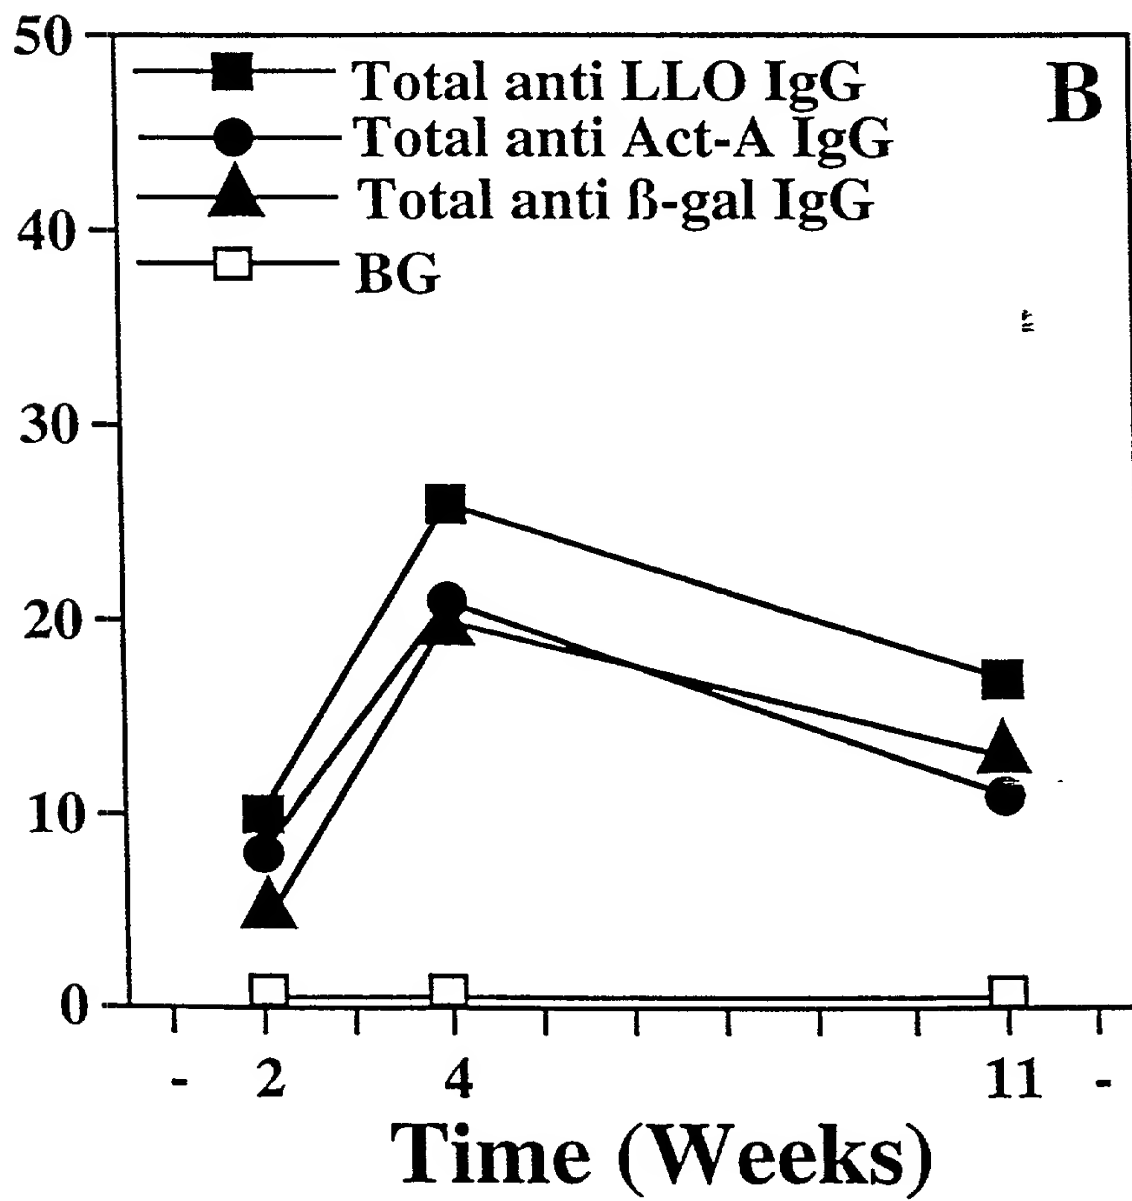 50
Total anti LLO IgG
B
Total anti Act-A IgG
Total anti ß-gal IgG
40
BG
30
20
10
0
- 2 4 11 -
Time (Weeks)